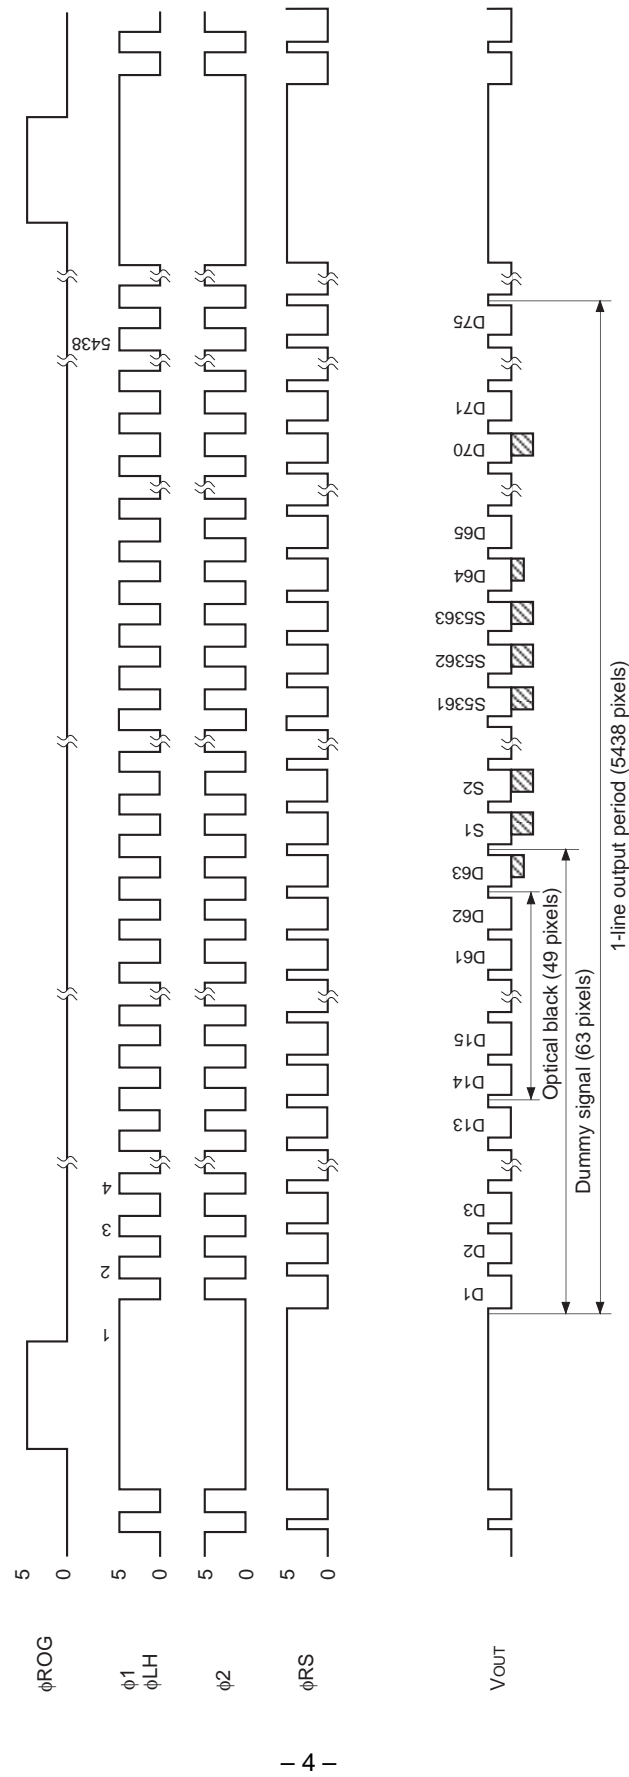 φROG
5
0
φ1
φLH
5
0
1
2
3
4
5438
φ2
5
0
φRS
5
0
VOUT
D1
D2
D3
D13
D14
D15
D61
D62
D63
S1
S2
S5361
S5362
S5363
D64
D65
D70
D71
D75
Optical black (49 pixels)
Dummy signal (63 pixels)
1-line output period (5438 pixels)
– 4 –